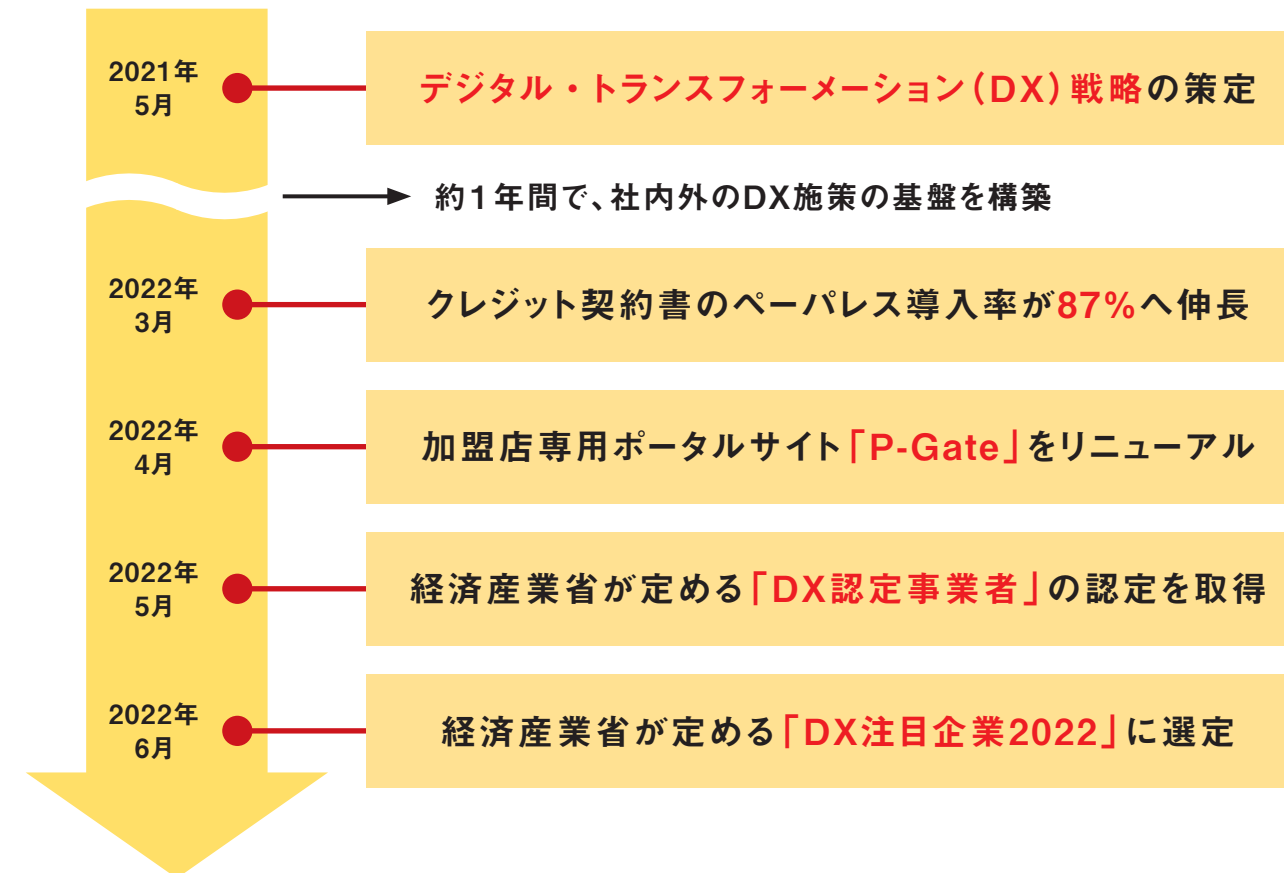 2021年
5月
デジタル・トランスフォーメーション(DX)戦略の策定
約1年間で、社内外のDX施策の基盤を構築
2022年
3月
クレジット契約書のペーパレス導入率が87%へ伸長
2022年
4月
加盟店専用ポータルサイト「P-Gate」をリニューアル
2022年
5月
経済産業省が定める「DX認定事業者」の認定を取得
2022年
6月
経済産業省が定める「DX注目企業2022」に選定